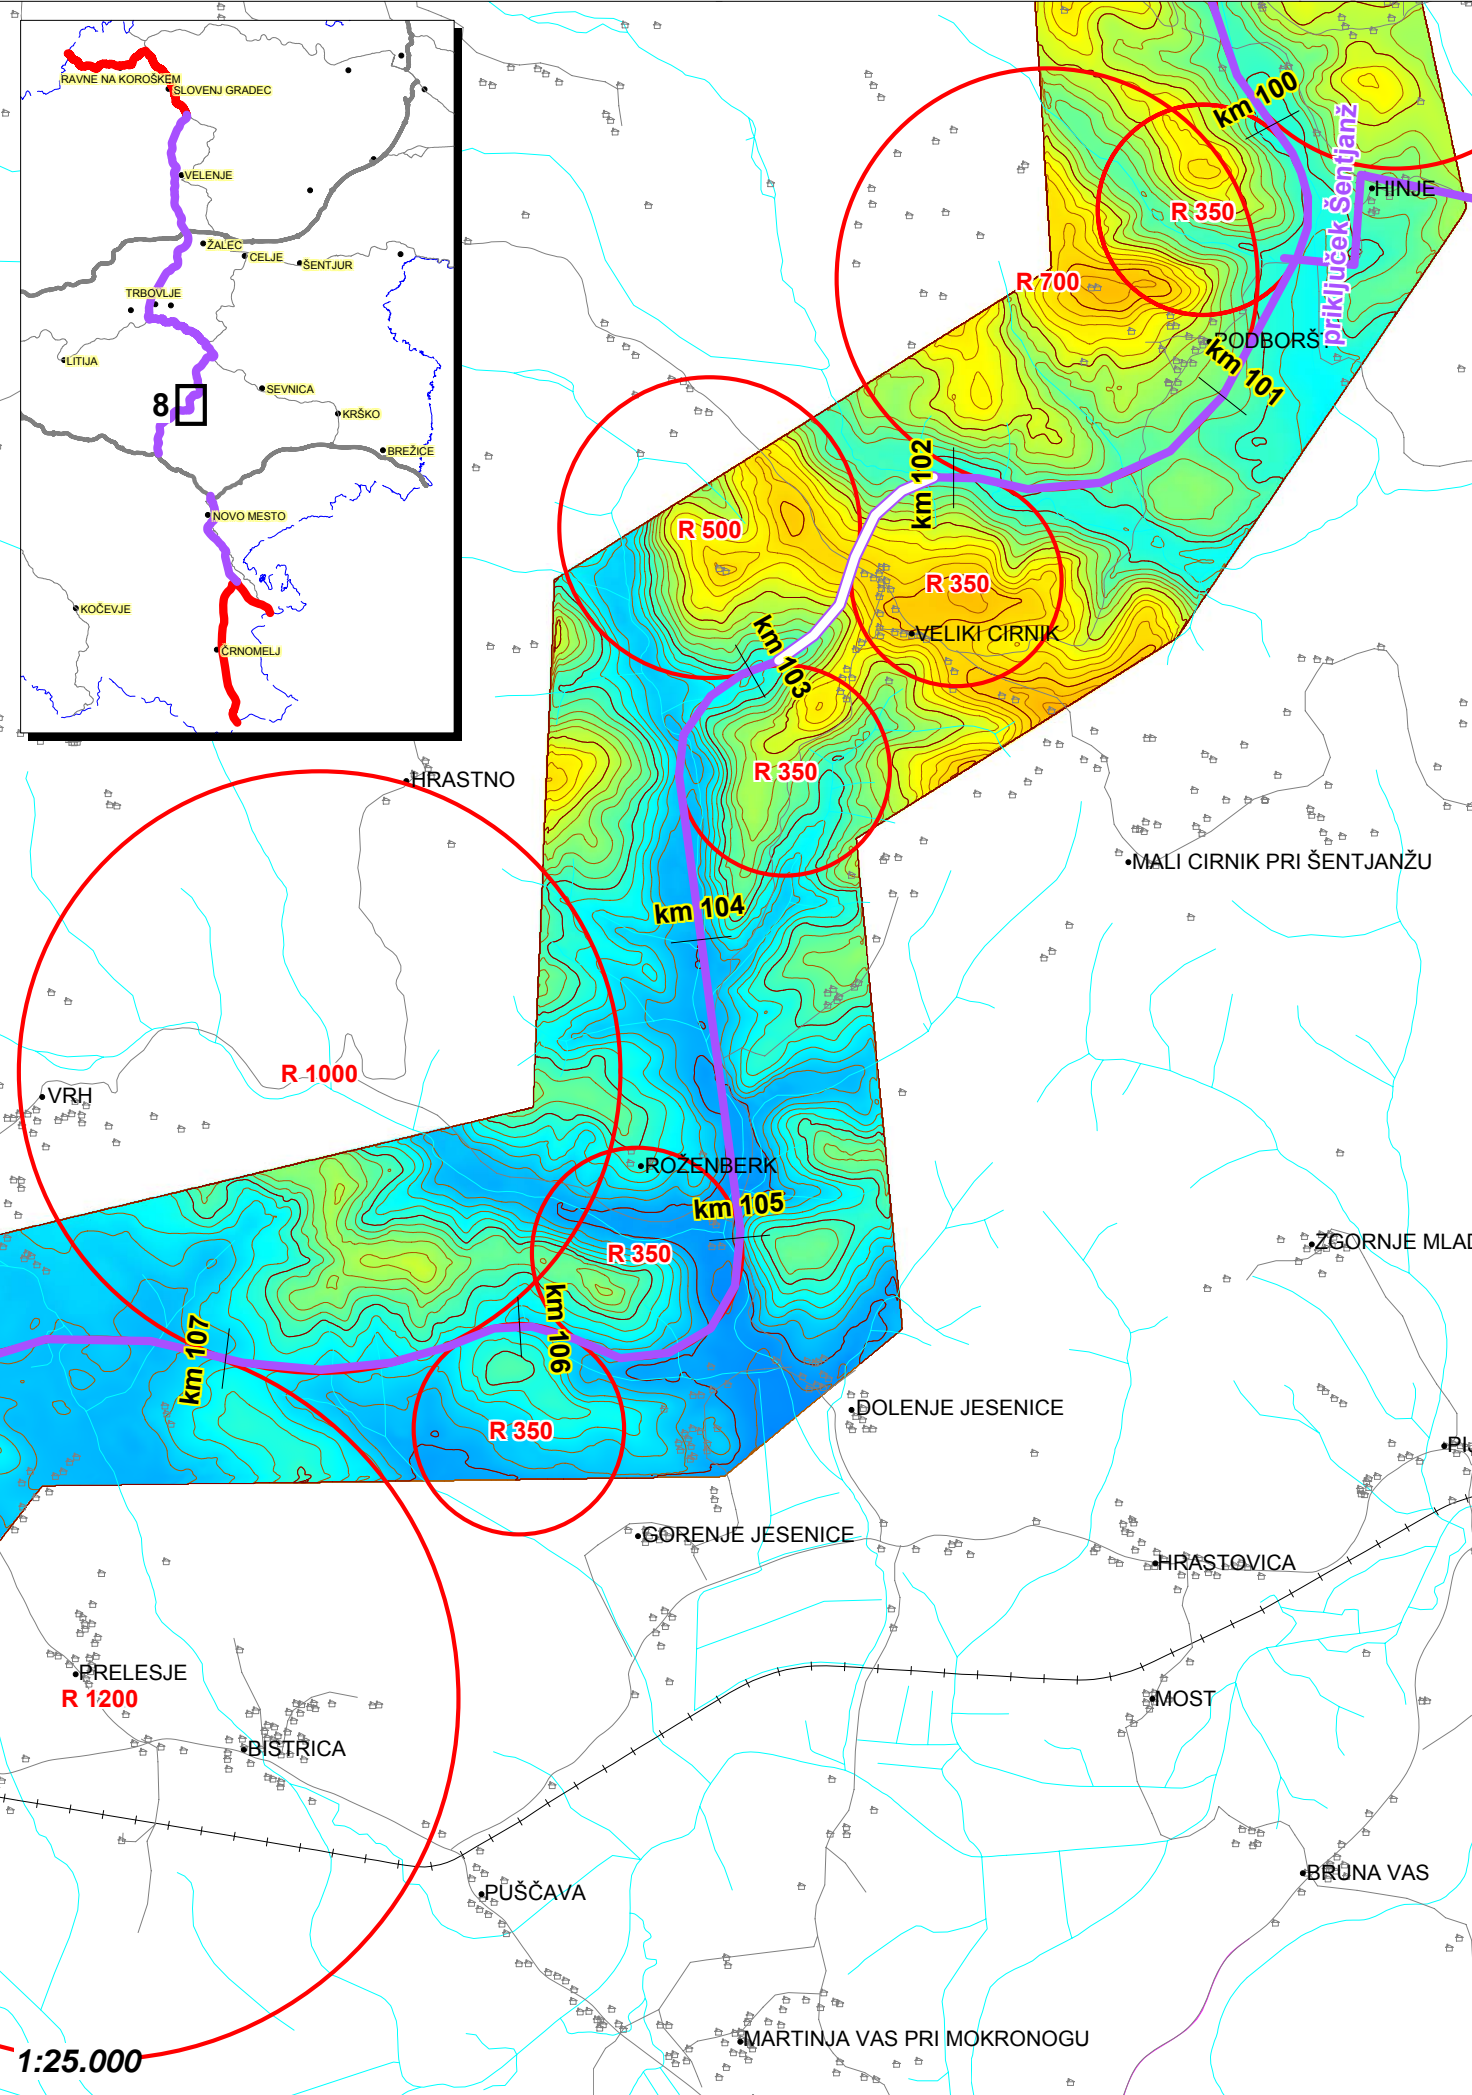 RAVNE NA KOROŠKEM
SLOVENJ GRADEC
VELENJE
ŽALEC
CELJE
ŠENTJUR
TRBOVLJE
LITIJA
SEVNICA
8
KRŠKO
BREŽICE
NOVO MESTO
KOČEVJE
ČRNOMELJ
km 100
priključek Šentjanž
HINJE
R 350
R 700
PODBORŠT
km 101
km 102
R 500
R 350
VELIKI CIRNIK
km 103
R 350
HRASTNO
MALI CIRNIK PRI ŠENTJANŽU
km 104
R 1000
VRH
ROŽENBERK
km 105
R 350
ZGORNJE MLAD
km 106
km 107
R 350
DOLENJE JESENICE
GORENJE JESENICE
HRASTOVICA
PRELESJE
R 1200
MOST
BISTRICA
BRUNA VAS
PUŠČAVA
MARTINJA VAS PRI MOKRONOGU
1:25.000